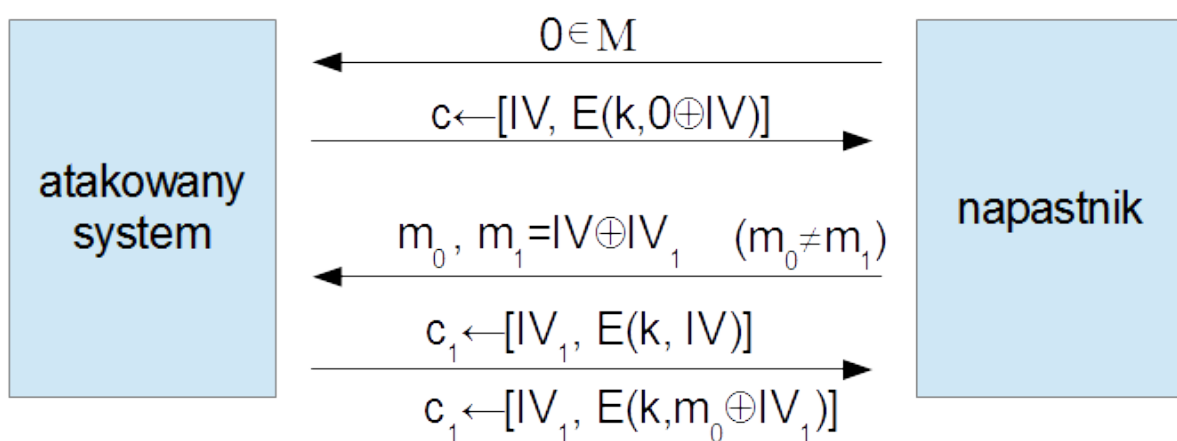 0∈M
c←[IV, E(k,0⊕IV)]
atakowany
system
napastnik
m₀, m₁=IV⊕IV₁ (m₀≠m₁)
c₁←[IV₁, E(k, IV)]
c₁←[IV₁, E(k,m₀⊕IV₁)]